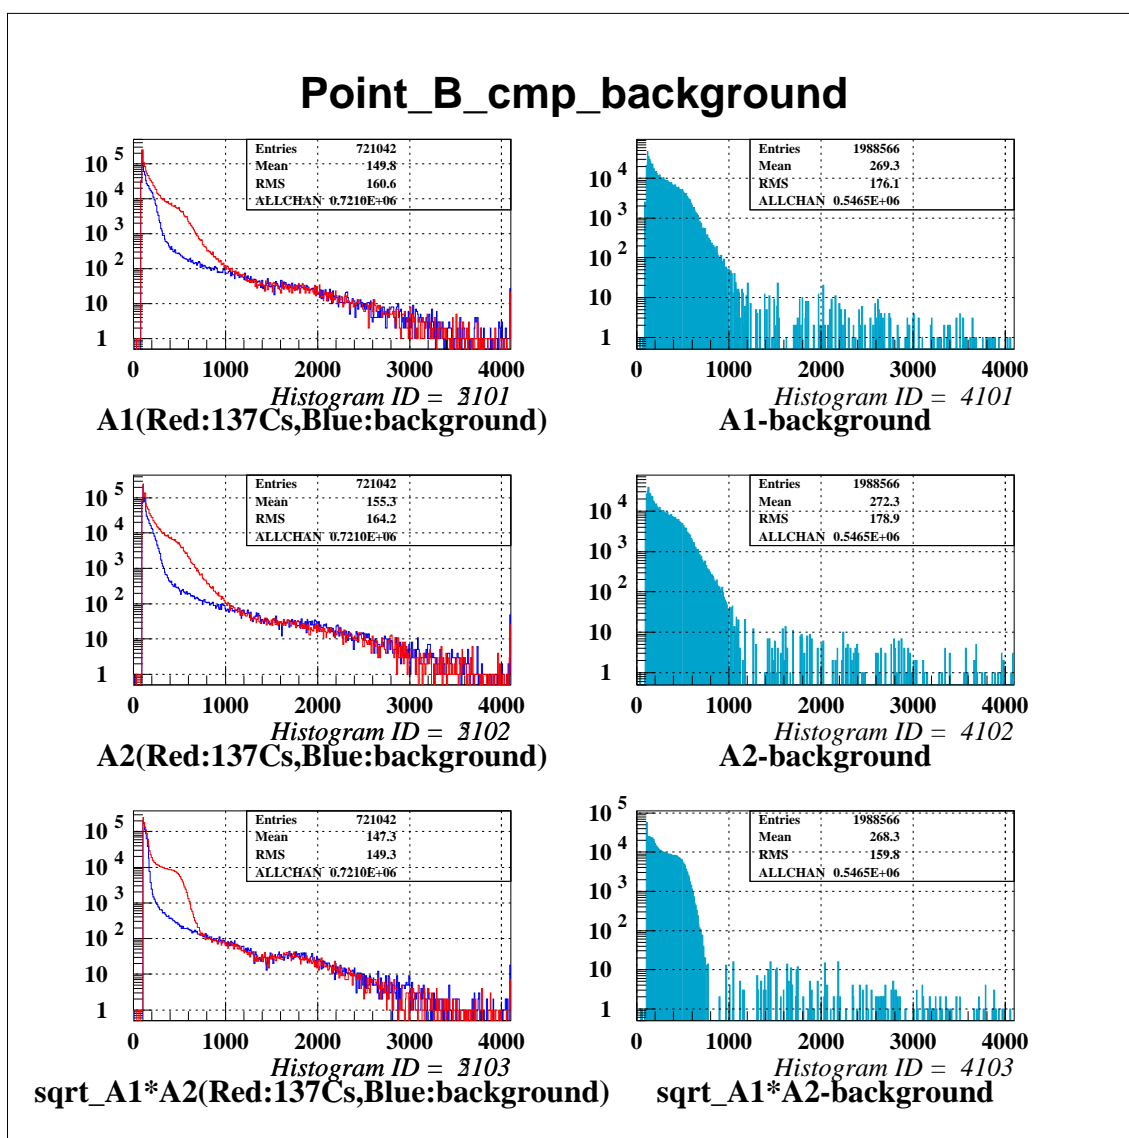 Point_B_cmp_background
Entries 721042
Mean 149.8
RMS 160.6
ALLCHAN 0.7210E+06
10 5
10 4
10 3
10 2
10
1
0 1000 2000 3000 4000
Histogram ID = 101
A1(Red:137Cs,Blue:background)
Entries 1988566
Mean 269.3
RMS 176.1
ALLCHAN 0.5465E+06
10 4
10 3
10 2
10
1
0 1000 2000 3000 4000
Histogram ID = 4101
A1-background
Entries 721042
Mean 155.3
RMS 164.2
ALLCHAN 0.7210E+06
10 5
10 4
10 3
10 2
10
1
0 1000 2000 3000 4000
Histogram ID = 102
A2(Red:137Cs,Blue:background)
Entries 1988566
Mean 272.3
RMS 178.9
ALLCHAN 0.5465E+06
10 4
10 3
10 2
10
1
0 1000 2000 3000 4000
Histogram ID = 4102
A2-background
Entries 721042
Mean 147.3
RMS 149.3
ALLCHAN 0.7210E+06
10 5
10 4
10 3
10 2
10
1
0 1000 2000 3000 4000
Histogram ID = 103
sqrt_A1*A2(Red:137Cs,Blue:background)
Entries 1988566
Mean 268.3
RMS 159.8
ALLCHAN 0.5465E+06
10 5
10 4
10 3
10 2
10
1
0 1000 2000 3000 4000
Histogram ID = 4103
sqrt_A1*A2-background